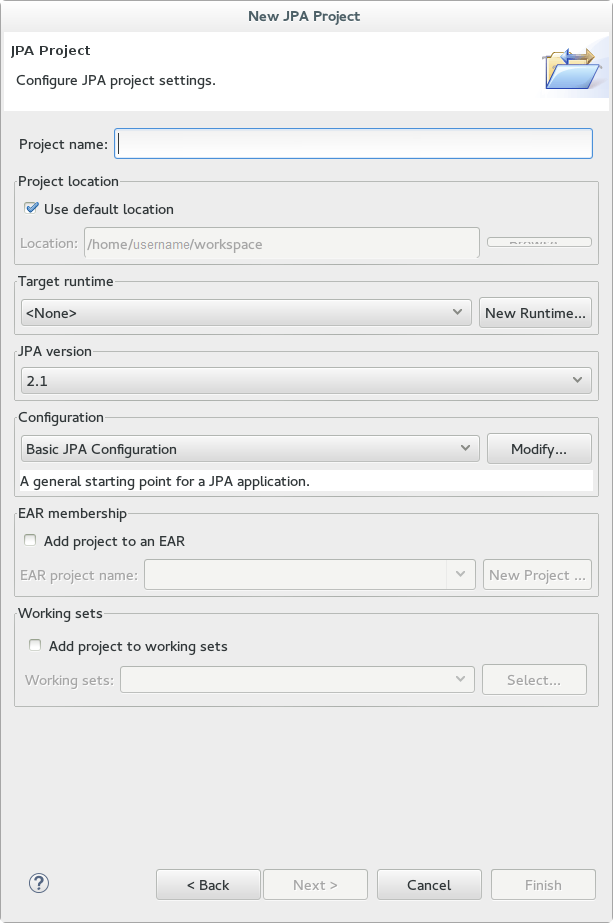 New JPA Project
JPA Project
Configure JPA project settings.
Project name:
Project location
Use default location
Location: /home/username/workspace
Target runtime
<None> New Runtime...
JPA version
2.1
Configuration
Basic JPA Configuration Modify...
A general starting point for a JPA application.
EAR membership
Add project to an EAR
EAR project name: New Project ...
Working sets
Add project to working sets
Working sets: Select...
? < Back Next > Cancel Finish